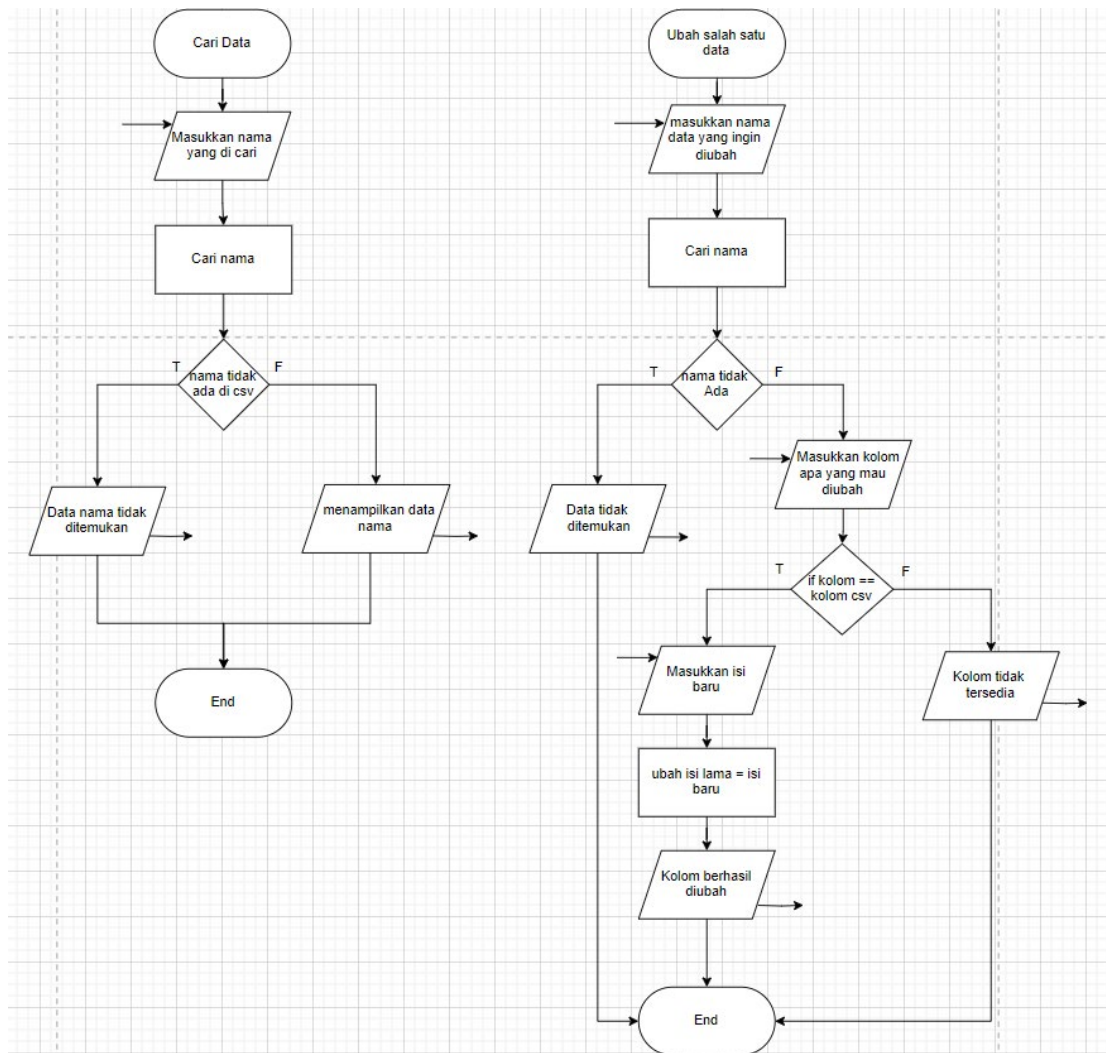 Cari Data
Masukkan nama
yang di cari
Cari nama
T
F
nama tidak
ada di csv
Data nama tidak
ditemukan
menampilkan data
nama
End
Ubah salah satu
data
masukkan nama
data yang ingin
diubah
Cari nama
T
F
nama tidak
Ada
Data tidak
ditemukan
Masukkan kolom
apa yang mau
diubah
T
F
if kolom ==
kolom csv
Masukkan isi
baru
Kolom tidak
tersedia
ubah isi lama = isi
baru
Kolom berhasil
diubah
End